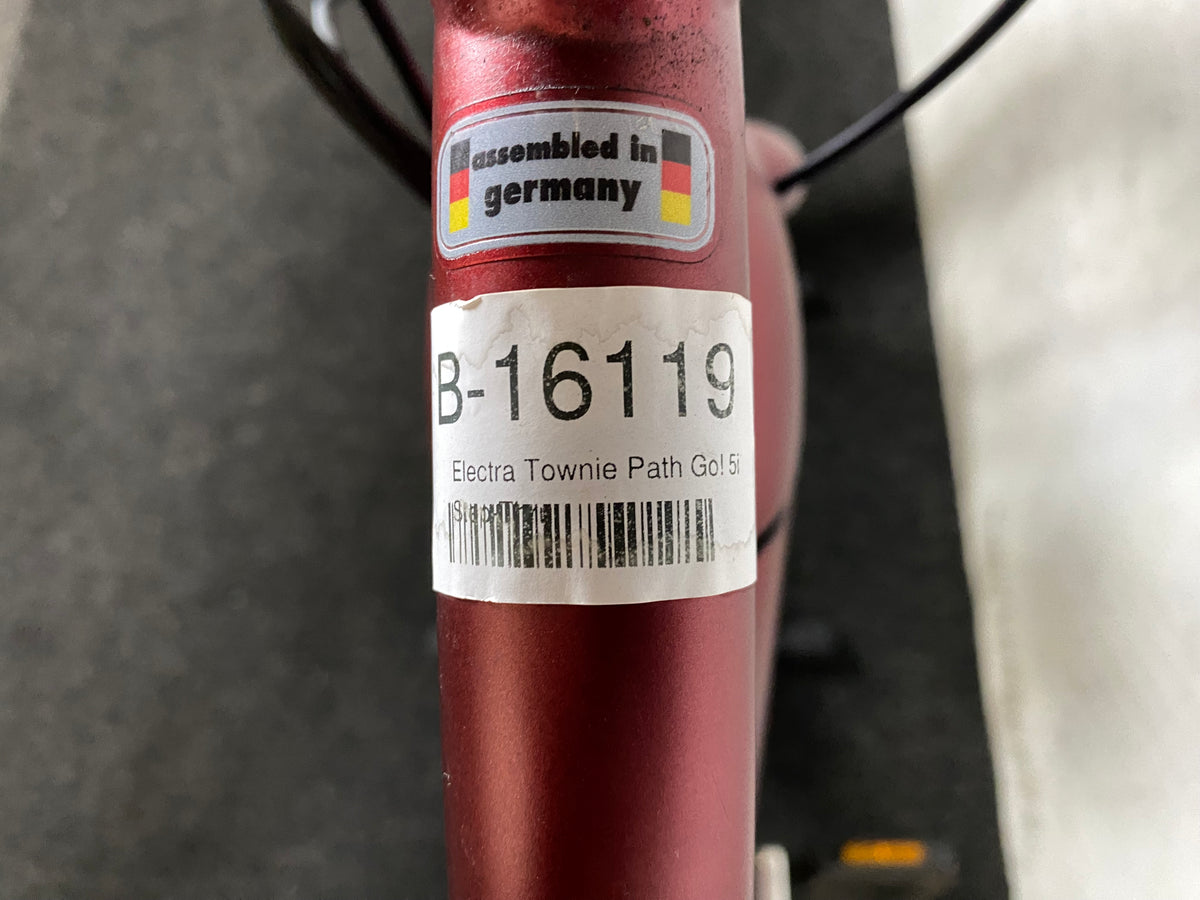 assembled in
germany
B-16119
Electra Townie Path Go! 5i